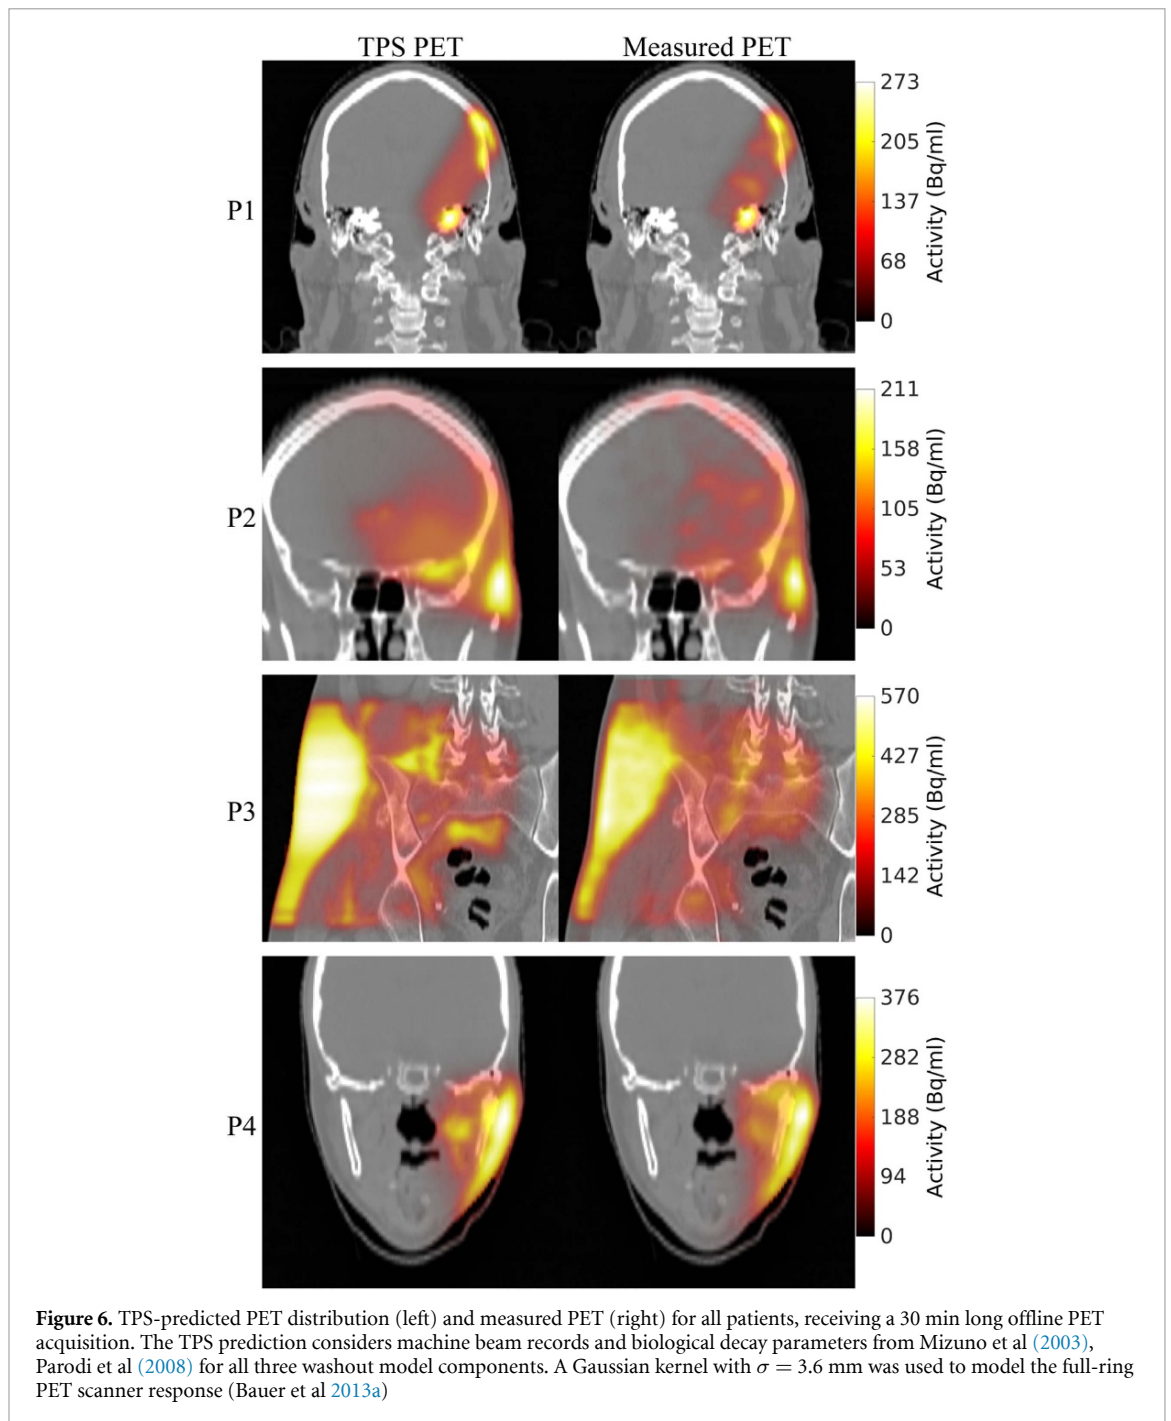 TPS PET Measured PET
P1
273
205
137
68
0
Activity (Bq/ml)
P2
211
158
105
53
0
Activity (Bq/ml)
P3
570
427
285
142
0
Activity (Bq/ml)
P4
376
282
188
94
0
Activity (Bq/ml)
Figure 6. TPS-predicted PET distribution (left) and measured PET (right) for all patients, receiving a 30 min long offline PET
acquisition. The TPS prediction considers machine beam records and biological decay parameters from Mizuno et al (2003),
Parodi et al (2008) for all three washout model components. A Gaussian kernel with σ = 3.6 mm was used to model the full-ring
PET scanner response (Bauer et al 2013a)